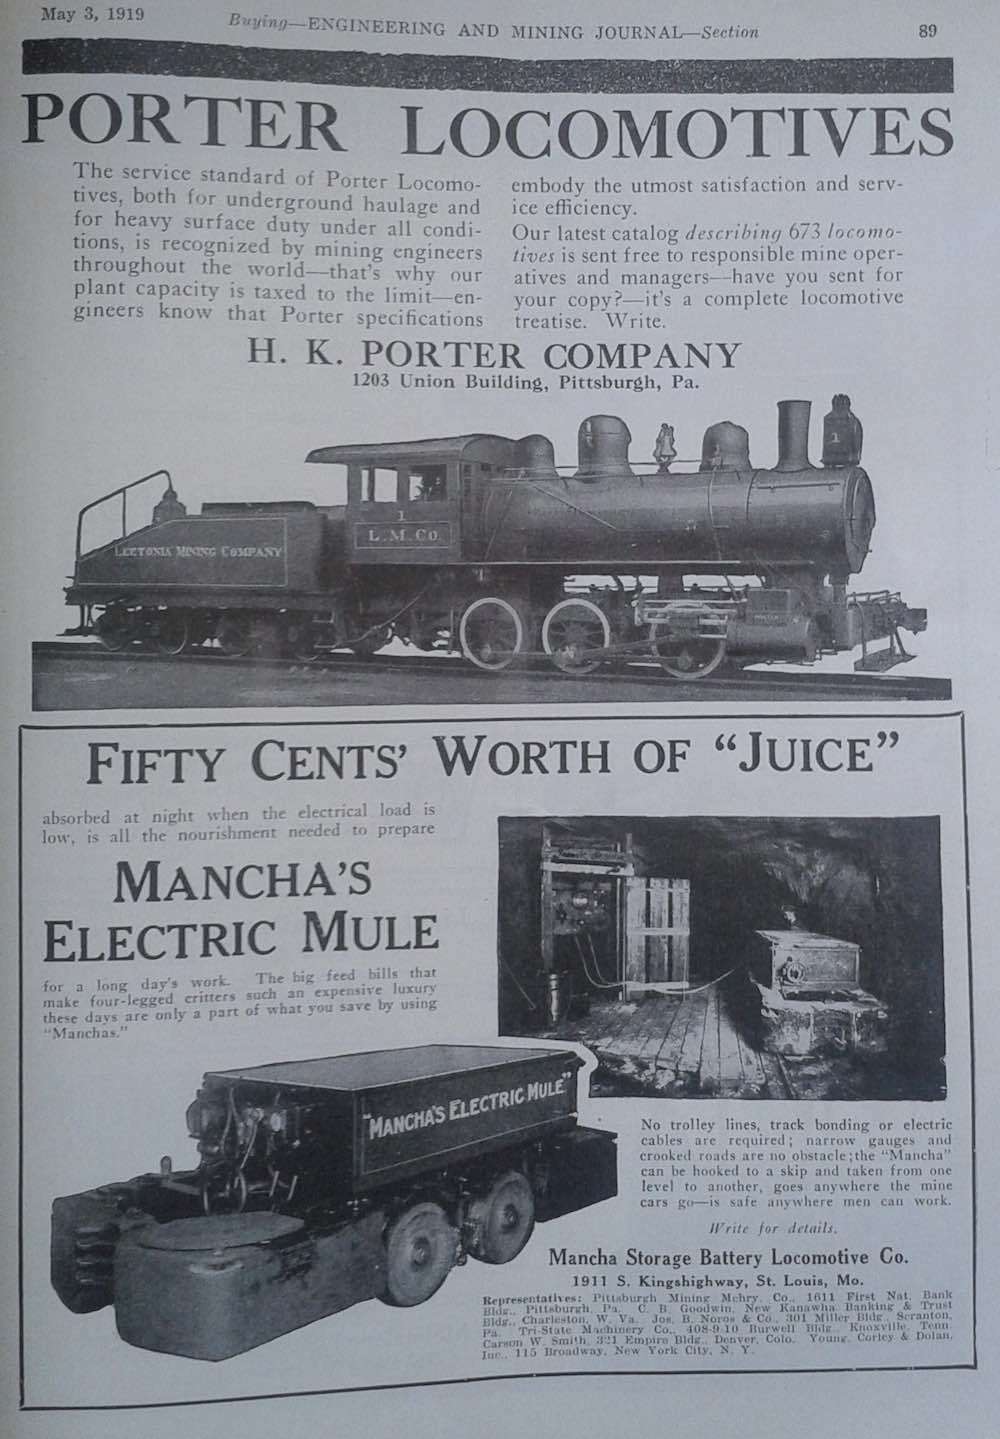 May 3, 1919
Buying—ENGINEERING AND MINING JOURNAL—Section
89
PORTER LOCOMOTIVES
The service standard of Porter Locomo-
tives, both for underground haulage and
for heavy surface duty under all condi-
tions, is recognized by mining engineers
throughout the world—that's why our
plant capacity is taxed to the limit—en-
gineers know that Porter specifications
embody the utmost satisfaction and serv-
ice efficiency.
Our latest catalog describing 673 locomo-
tives is sent free to responsible mine oper-
atives and managers—have you sent for
your copy?—it's a complete locomotive
treatise. Write.
H. K. PORTER COMPANY
1203 Union Building, Pittsburgh, Pa.
1
1
L. M. Co.
LEETONIA MINING COMPANY
FIFTY CENTS' WORTH OF "JUICE"
absorbed at night when the electrical load is
low, is all the nourishment needed to prepare
MANCHA'S
ELECTRIC MULE
for a long day's work. The big feed bills that
make four-legged critters such an expensive luxury
these days are only a part of what you save by using
"Manchas."
"MANCHA'S ELECTRIC MULE"
No trolley lines, track bonding or electric
cables are required; narrow gauges and
crooked roads are no obstacle; the "Mancha"
can be hooked to a skip and taken from one
level to another, goes anywhere the mine
cars go—is safe anywhere men can work.
Write for details.
Mancha Storage Battery Locomotive Co.
1911 S. Kingshighway, St. Louis, Mo.
Representatives: Pittsburgh Mining Mchry. Co., 1611 First Nat. Bank
Bldg., Pittsburgh, Pa. C. B. Goodwin, New Kanawha Banking & Trust
Bldg., Charleston, W. Va. Jos. B. Noros & Co., 301 Miller Bldg., Scranton,
Pa. Tri-State Machinery Co., 408-9-10 Burwell Bldg., Knoxville, Tenn.
Carson W. Smith, 321 Empire Bldg., Denver, Colo. Young, Corley & Dolan,
Inc., 115 Broadway, New York City, N. Y.